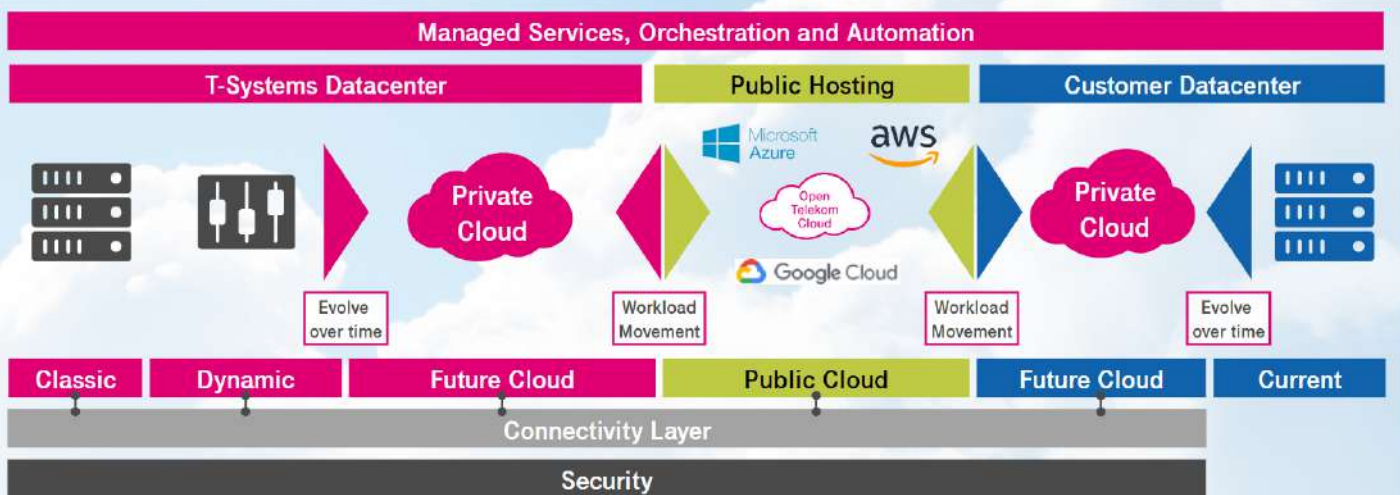 Managed Services, Orchestration and Automation
T-Systems Datacenter
Public Hosting
Customer Datacenter
Microsoft
Azure
aws
Private
Cloud
Open
Telekom
Cloud
Private
Cloud
Google Cloud
Evolve
over time
Workload
Movement
Workload
Movement
Evolve
over time
Classic
Dynamic
Future Cloud
Public Cloud
Future Cloud
Current
Connectivity Layer
Security